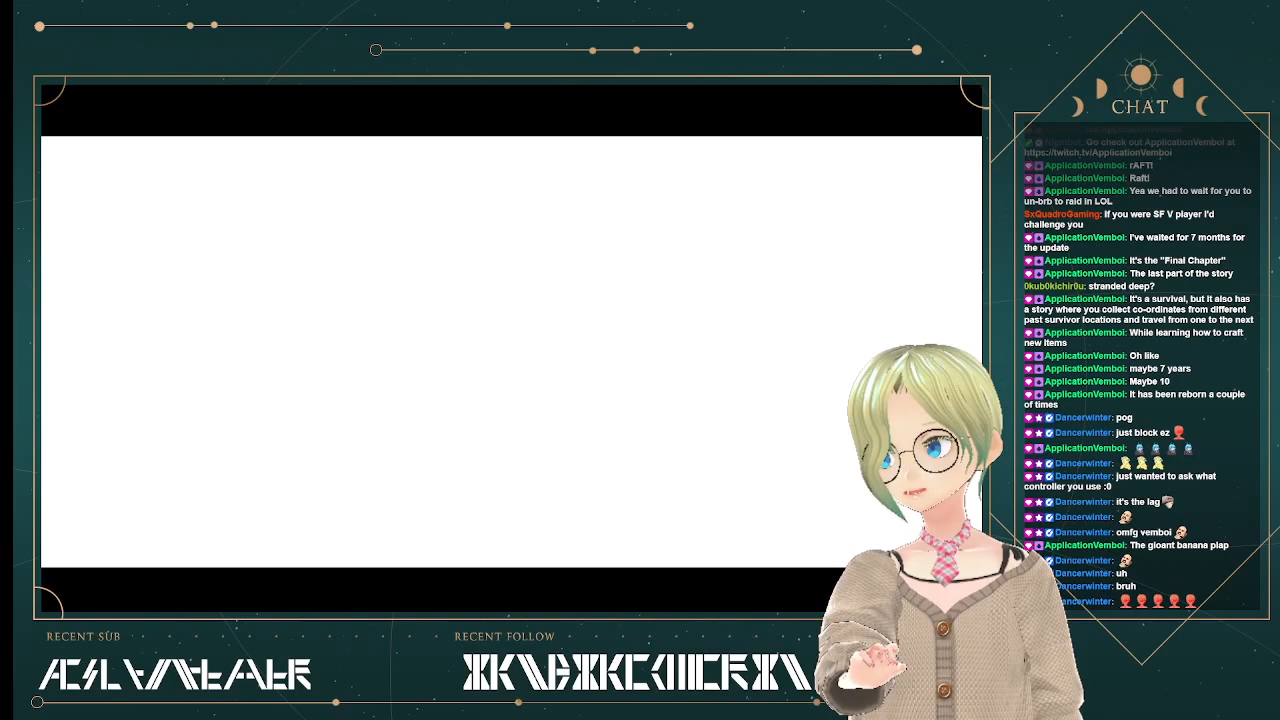 CHAT
Go check out ApplicationVemboi at
https://twitch.tv/ApplicationVemboi
ApplicationVemboi: rAFT!
ApplicationVemboi: Raft!
ApplicationVemboi: Yea we had to wait for you to
un-brb to raid in LOL
SxQuadroGaming: If you were SF V player I'd
challenge you
ApplicationVemboi: I've waited for 7 months for
the update
ApplicationVemboi: It's the "Final Chapter"
ApplicationVemboi: The last part of the story
0kub0kichir0u: stranded deep?
ApplicationVemboi: It's a survival, but it also has
a story where you collect co-ordinates from different
past survivor locations and travel from one to the next
ApplicationVemboi: While learning how to craft
new items
ApplicationVemboi: Oh like
ApplicationVemboi: maybe 7 years
ApplicationVemboi: Maybe 10
ApplicationVemboi: It has been reborn a couple
of times
Dancerwinter: pog
Dancerwinter: just block ez
ApplicationVemboi:
Dancerwinter:
Dancerwinter: just wanted to ask what
controller you use :0
Dancerwinter: it's the lag
Dancerwinter:
Dancerwinter: omfg vemboi
ApplicationVemboi: The gloant banana plap
Dancerwinter:
Dancerwinter: uh
Dancerwinter: bruh
ancerwinter:
RECENT SUB
RECENT FOLLOW